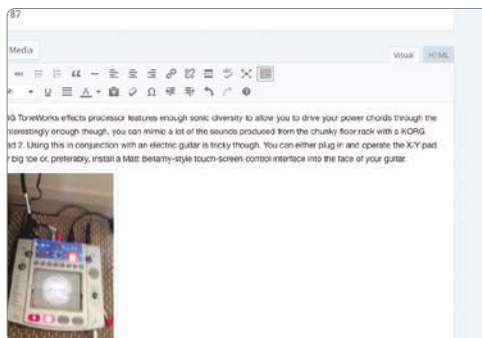 87
Media
Visual HTML
ABC
G ToneWorks effects processor features enough sonic diversity to allow you to drive your power chords through the
nterestingly enough though, you can mimic a lot of the sounds produced from the chunky floor rack with a KORG
ad 2. Using this in conjunction with an electric guitar is tricky though. You can either plug in and operate the X/Y pad
big toe or, preferably, install a Matt Bellamy-style touch-screen control interface into the face of your guitar.